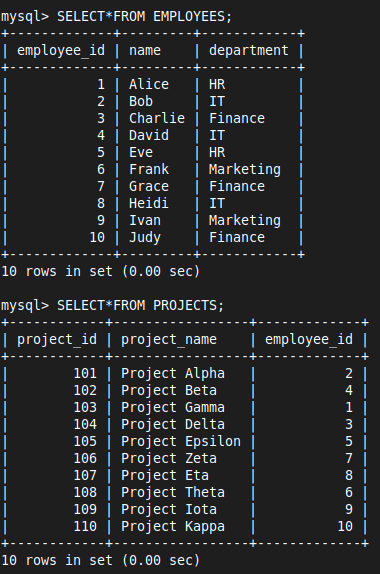 mysql> SELECT*FROM EMPLOYEES;
+-------------+---------+------------+
| employee_id | name    | department |
+-------------+---------+------------+
|           1 | Alice   | HR         |
|           2 | Bob     | IT         |
|           3 | Charlie | Finance    |
|           4 | David   | IT         |
|           5 | Eve     | HR         |
|           6 | Frank   | Marketing  |
|           7 | Grace   | Finance    |
|           8 | Heidi   | IT         |
|           9 | Ivan    | Marketing  |
|          10 | Judy    | Finance    |
+-------------+---------+------------+
10 rows in set (0.00 sec)

mysql> SELECT*FROM PROJECTS;
+------------+-----------------+-------------+
| project_id | project_name    | employee_id |
+------------+-----------------+-------------+
|        101 | Project Alpha   |           2 |
|        102 | Project Beta    |           4 |
|        103 | Project Gamma   |           1 |
|        104 | Project Delta   |           3 |
|        105 | Project Epsilon |           5 |
|        106 | Project Zeta    |           7 |
|        107 | Project Eta     |           8 |
|        108 | Project Theta   |           6 |
|        109 | Project Iota    |           9 |
|        110 | Project Kappa   |          10 |
+------------+-----------------+-------------+
10 rows in set (0.00 sec)